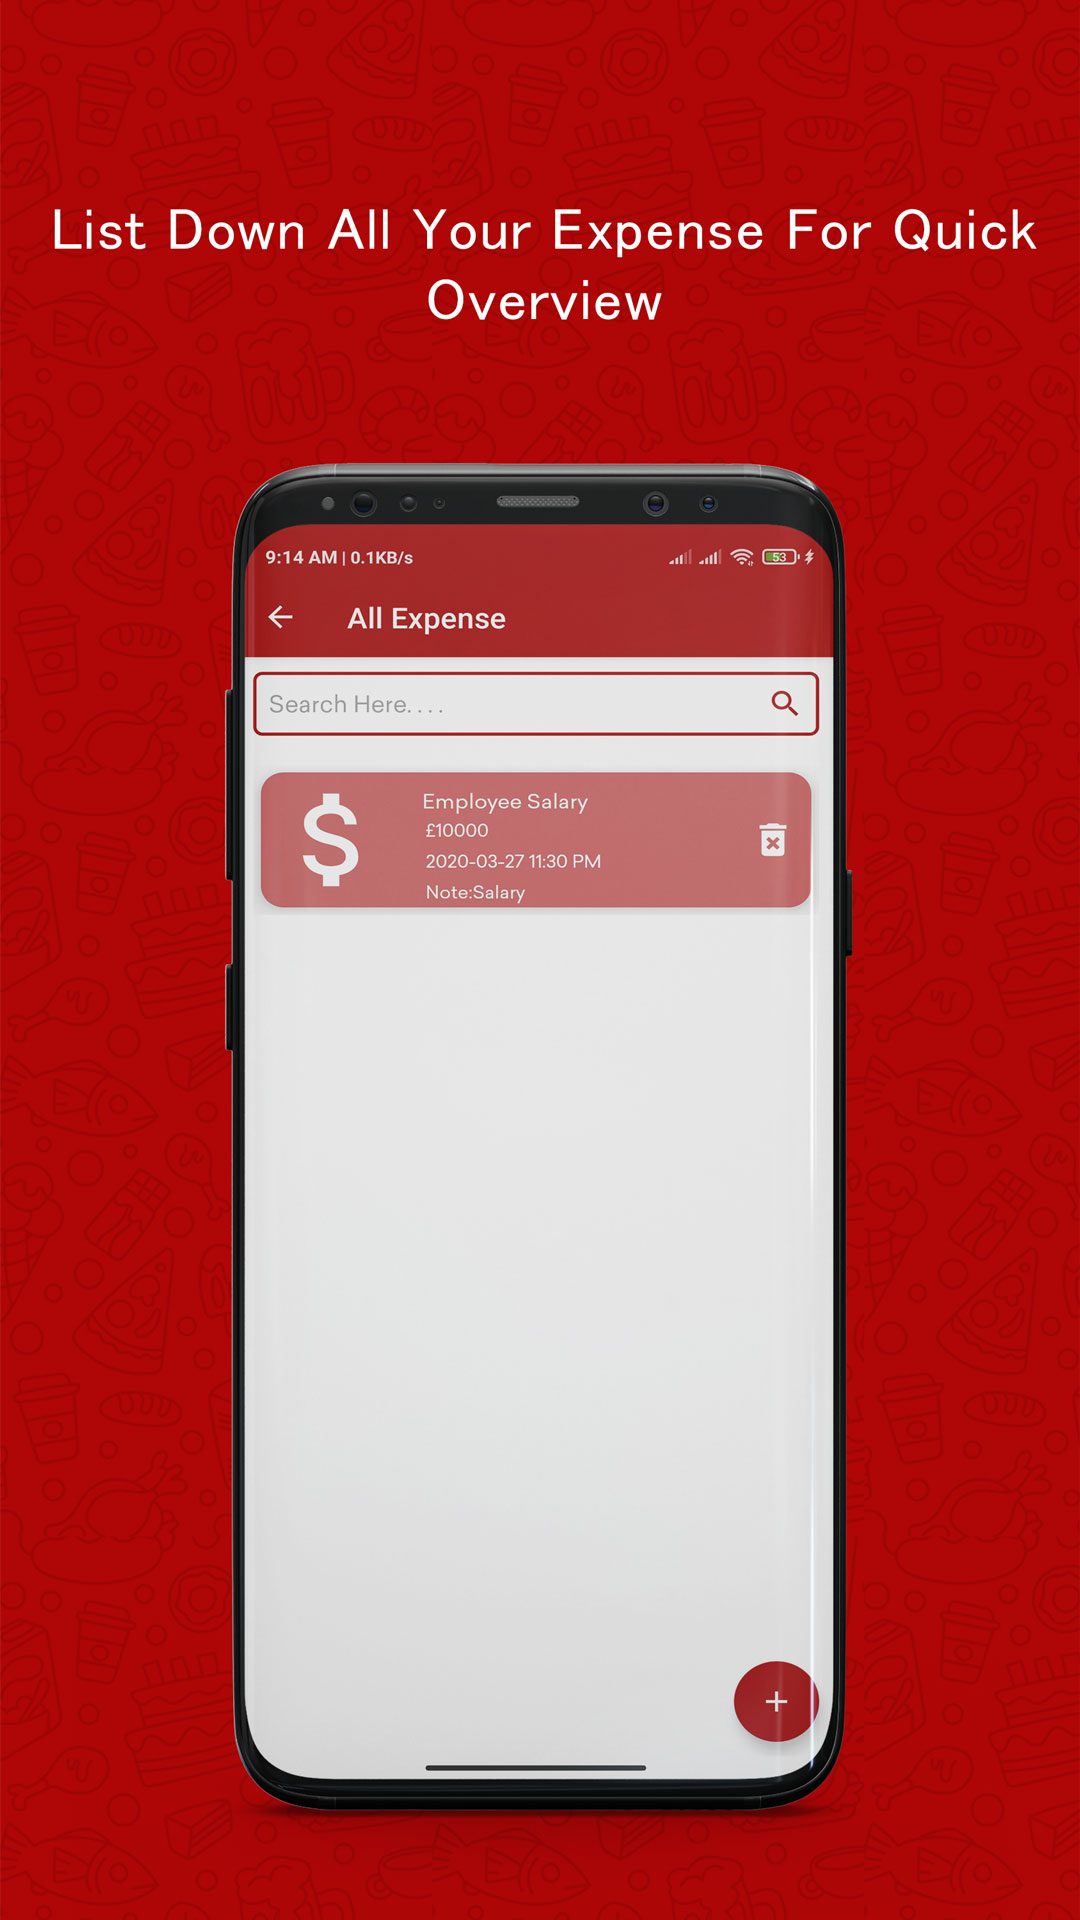 List Down All Your Expense For Quick
Overview
9:14 AM | 0.1KB/s
53
All Expense
Search Here. . . .
Employee Salary
£10000
2020-03-27 11:30 PM
Note:Salary